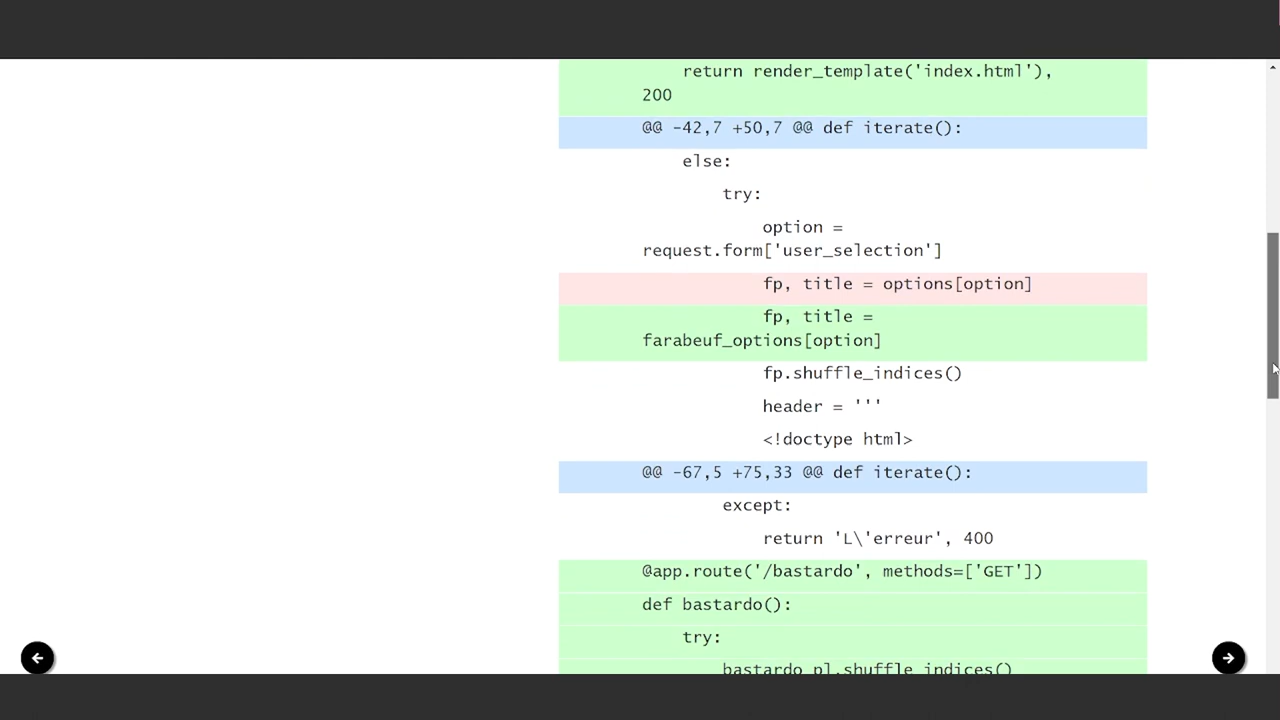 return render_template('index.html'),
200
@@ -42,7 +50,7 @@ def iterate():
else:
try:
option =
request.form['user_selection']
fp, title = options[option]
fp, title =
farabeuf_options[option]
fp.shuffle_indices()
header = '''
<!doctype html>
@@ -67,5 +75,33 @@ def iterate():
except:
return 'L\'erreur', 400
@app.route('/bastardo', methods=['GET'])
def bastardo():
try:
bastardo_pl.shuffle_indices()